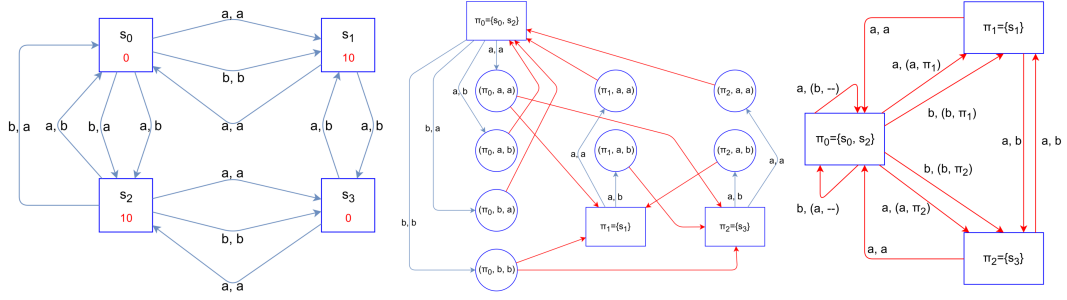 a, a
s₀
0
s₁
10
b, b
b, a
a, b
b, a
a, b
a, a
a, b
a, b
a, a
s₂
10
s₃
0
b, b
a, a
π₀={s₀, s₂}
a, a
(π₀, a, a)
(π₁, a, a)
(π₂, a, a)
a, b
b, a
(π₀, a, b)
(π₁, a, b)
(π₂, a, b)
a, a
a, a
a, b
a, b
(π₀, b, a)
b, b
π₁={s₁}
π₂={s₃}
(π₀, b, b)
π₁={s₁}
a, a
a, (a, π₁)
a, (b, --)
b, (b, π₁)
π₀={s₀, s₂}
a, b
a, b
b, (b, π₂)
b, (a, --)
a, (a, π₂)
a, a
π₂={s₃}